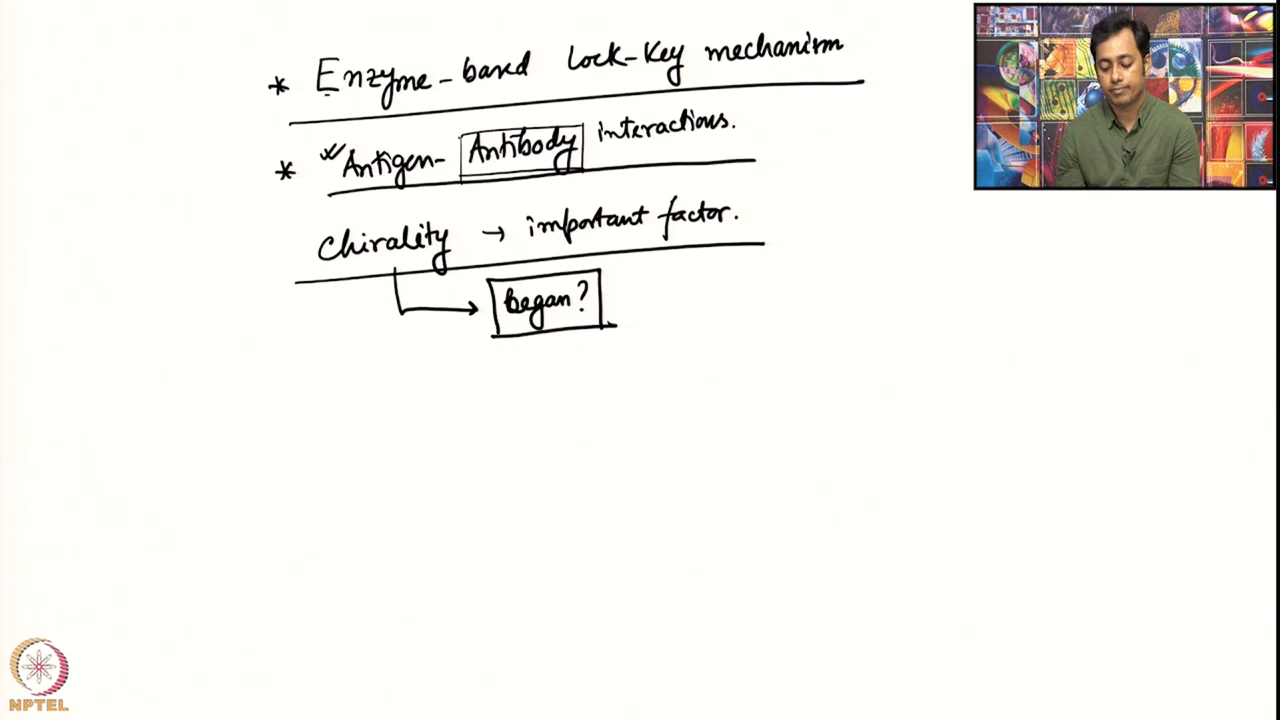 * Enzyme-based lock-key mechanism
* Antigen- Antibody interactions.
Chirality → important factor.
Began?
NPTEL